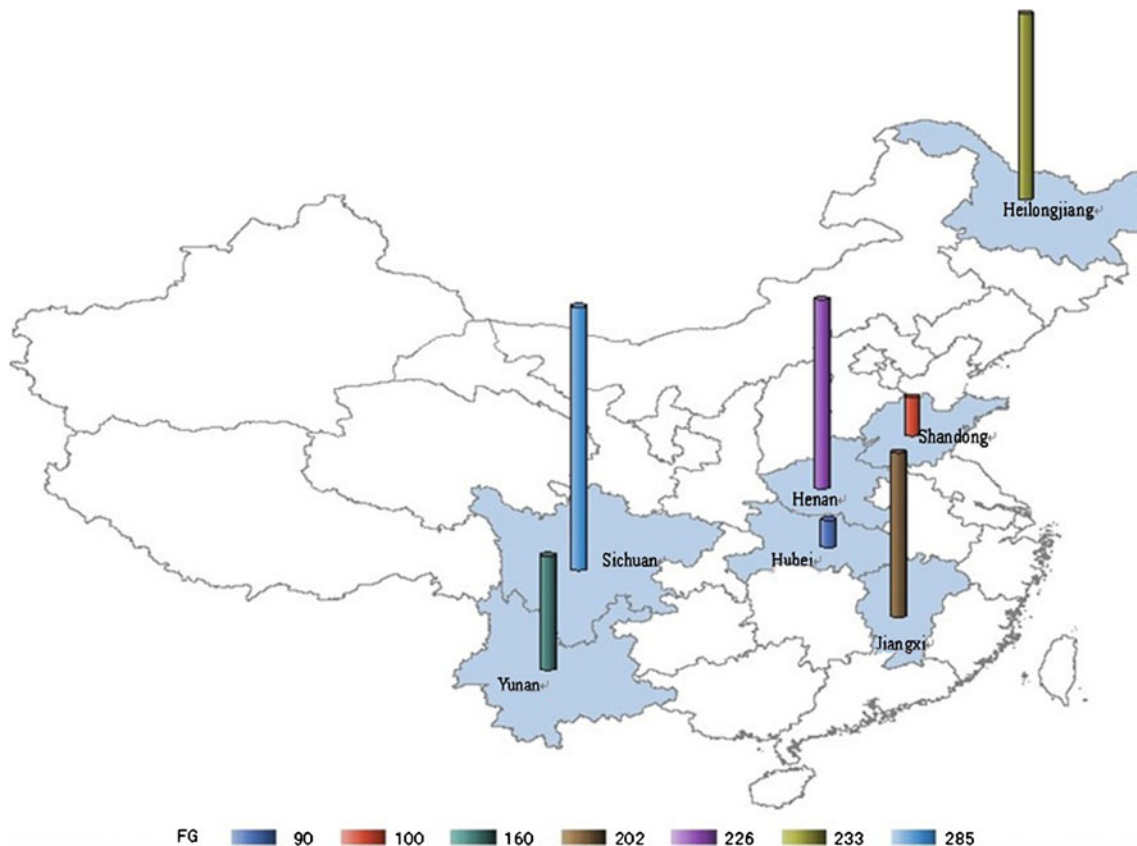 Heilongjiang↵
Shandong↵
Henan↵
Sichuan↵
Hubei↵
Jiangxi↵
Yunan↵
FG 90 100 160 202 226 233 285